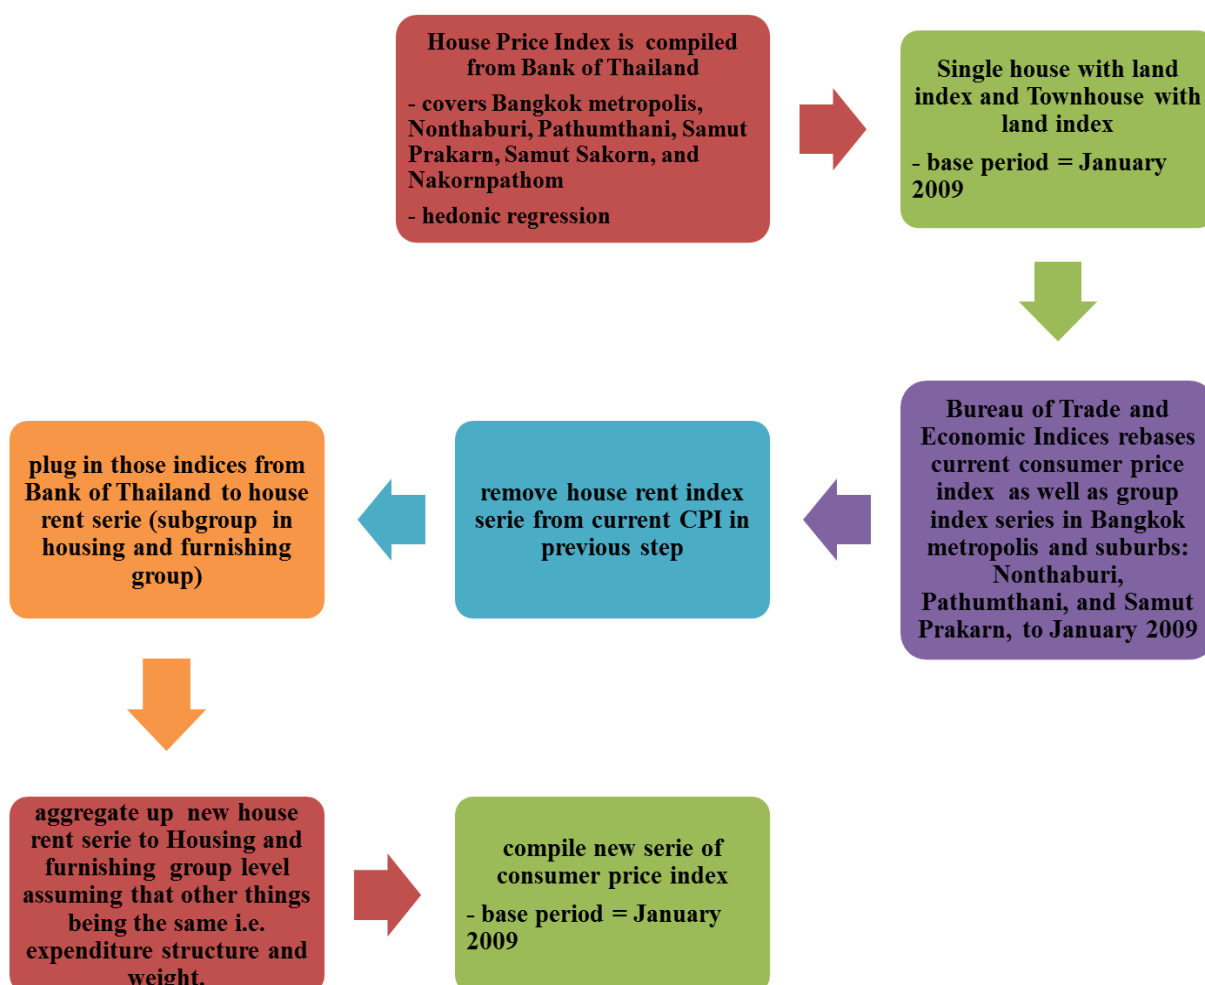 House Price Index is compiled
from Bank of Thailand
- covers Bangkok metropolis,
Nonthaburi, Pathumthani, Samut
Prakarn, Samut Sakorn, and
Nakornpathom
- hedonic regression
Single house with land
index and Townhouse with
land index
- base period = January
2009
Bureau of Trade and
Economic Indices rebases
current consumer price
index as well as group
index series in Bangkok
metropolis and suburbs:
Nonthaburi,
Pathumthani, and Samut
Prakarn, to January 2009
remove house rent index
serie from current CPI in
previous step
plug in those indices from
Bank of Thailand to house
rent serie (subgroup in
housing and furnishing
group)
aggregate up new house
rent serie to Housing and
furnishing group level
assuming that other things
being the same i.e.
expenditure structure and
weight.
compile new serie of
consumer price index
- base period = January
2009